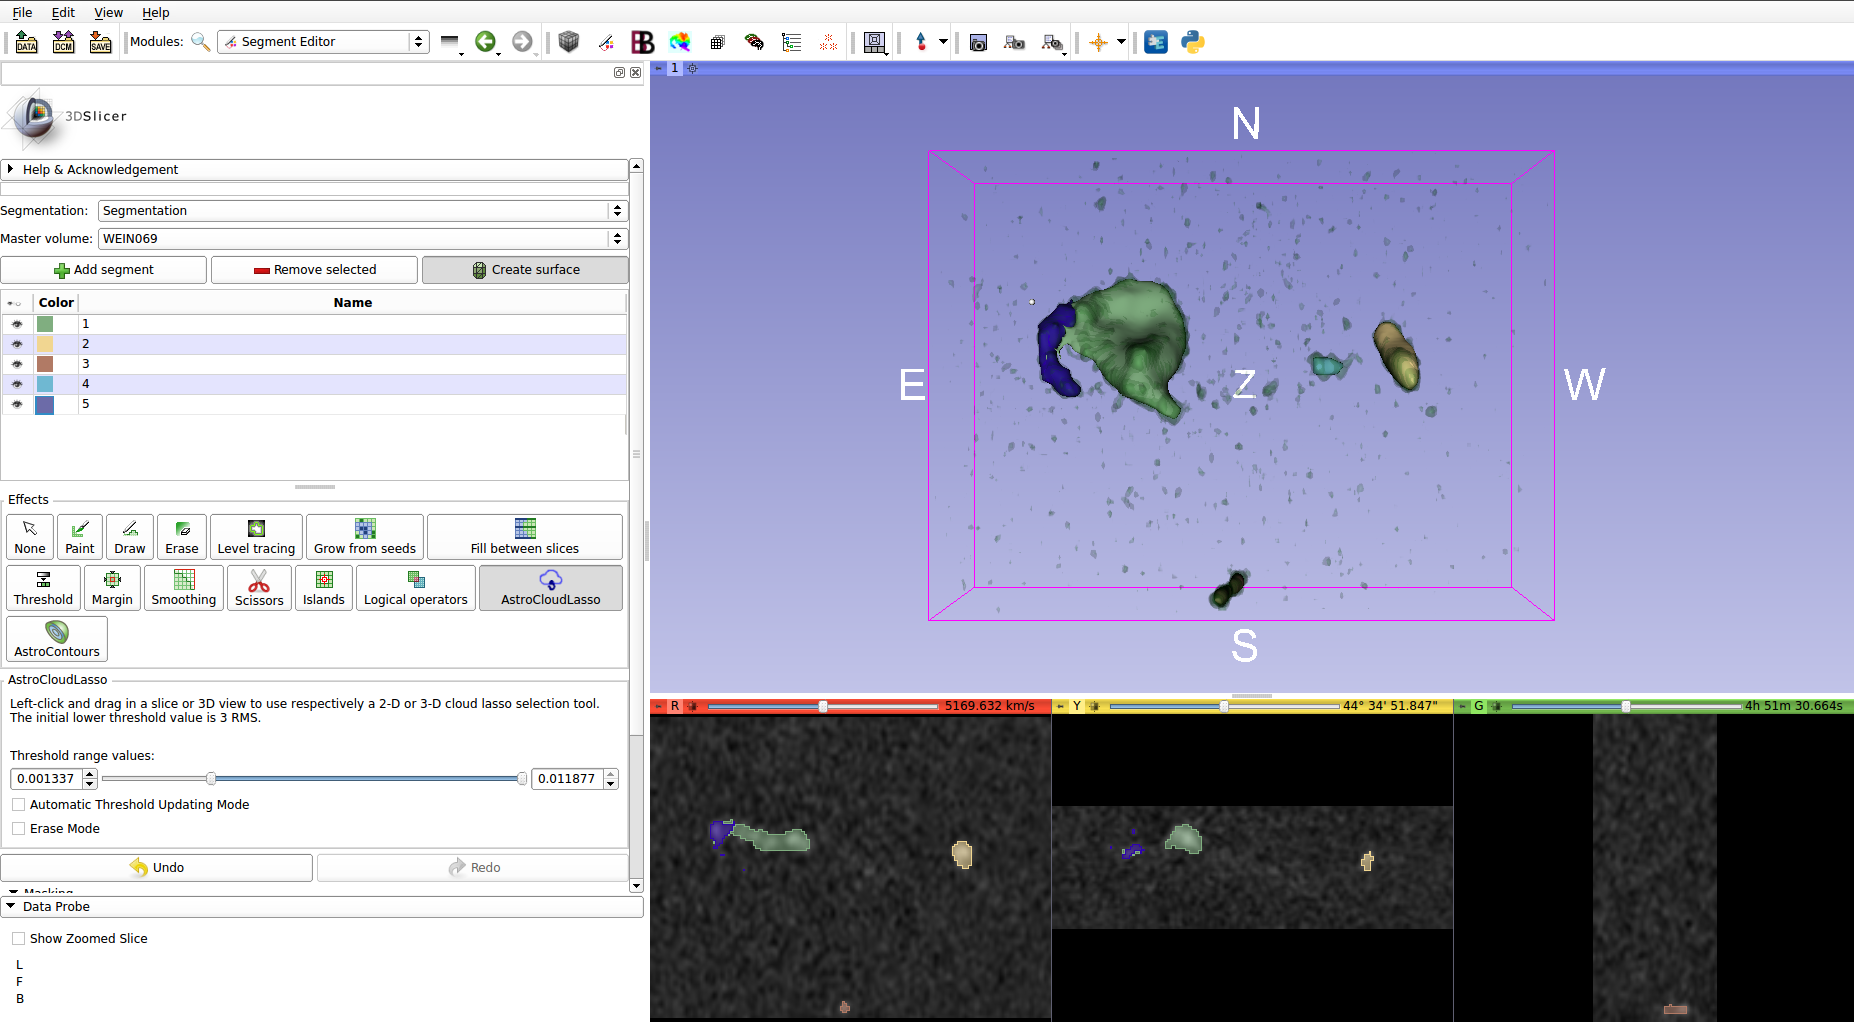 File Edit View Help
DATA DCM SAVE Modules: Segment Editor
1
3DSlicer
Help & Acknowledgement
Segmentation: Segmentation
Master volume: WEIN069
Add segment Remove selected Create surface
Color Name
1
2
3
4
5
Effects
None Paint Draw Erase Level tracing Grow from seeds Fill between slices
Threshold Margin Smoothing Scissors Islands Logical operators AstroCloudLasso
AstroContours
AstroCloudLasso
Left-click and drag in a slice or 3D view to use respectively a 2-D or 3-D cloud lasso selection tool.
The initial lower threshold value is 3 RMS.
Threshold range values:
0.001337 0.011877
Automatic Threshold Updating Mode
Erase Mode
Undo Redo
Masking
Data Probe
Show Zoomed Slice
L
F
B
N
E Z W
S
R 5169.632 km/s Y 44° 34' 51.847" G 4h 51m 30.664s